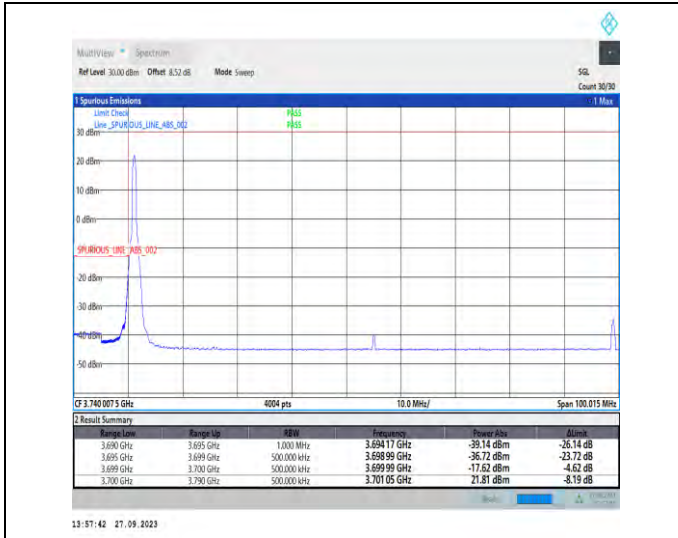 MultiView Spectrum
Ref Level 30.00 dBm Offset 8.52 dB Mode Sweep SGL
Count 30/30
1 Spurious Emissions 1 Max
Limit Check PASS
Line _SPURIOUS_LINE_ABS_002 PASS
30 dBm
20 dBm
10 dBm
0 dBm
_SPURIOUS_LINE_ABS_002
-20 dBm
-30 dBm
-40 dBm
-50 dBm
CF 3.740 007 5 GHz 4004 pts 10.0 MHz/ Span 100.015 MHz
2 Result Summary
Range Low Range Up RBW Frequency Power Abs ΔLimit
3.690 GHz 3.695 GHz 1.000 MHz 3.694 17 GHz -39.14 dBm -26.14 dB
3.695 GHz 3.699 GHz 500.000 kHz 3.698 99 GHz -36.72 dBm -23.72 dB
3.699 GHz 3.700 GHz 500.000 kHz 3.699 99 GHz -17.62 dBm -4.62 dB
3.700 GHz 3.790 GHz 500.000 kHz 3.701 05 GHz 21.81 dBm -8.19 dB
13:57:42 27.09.2023